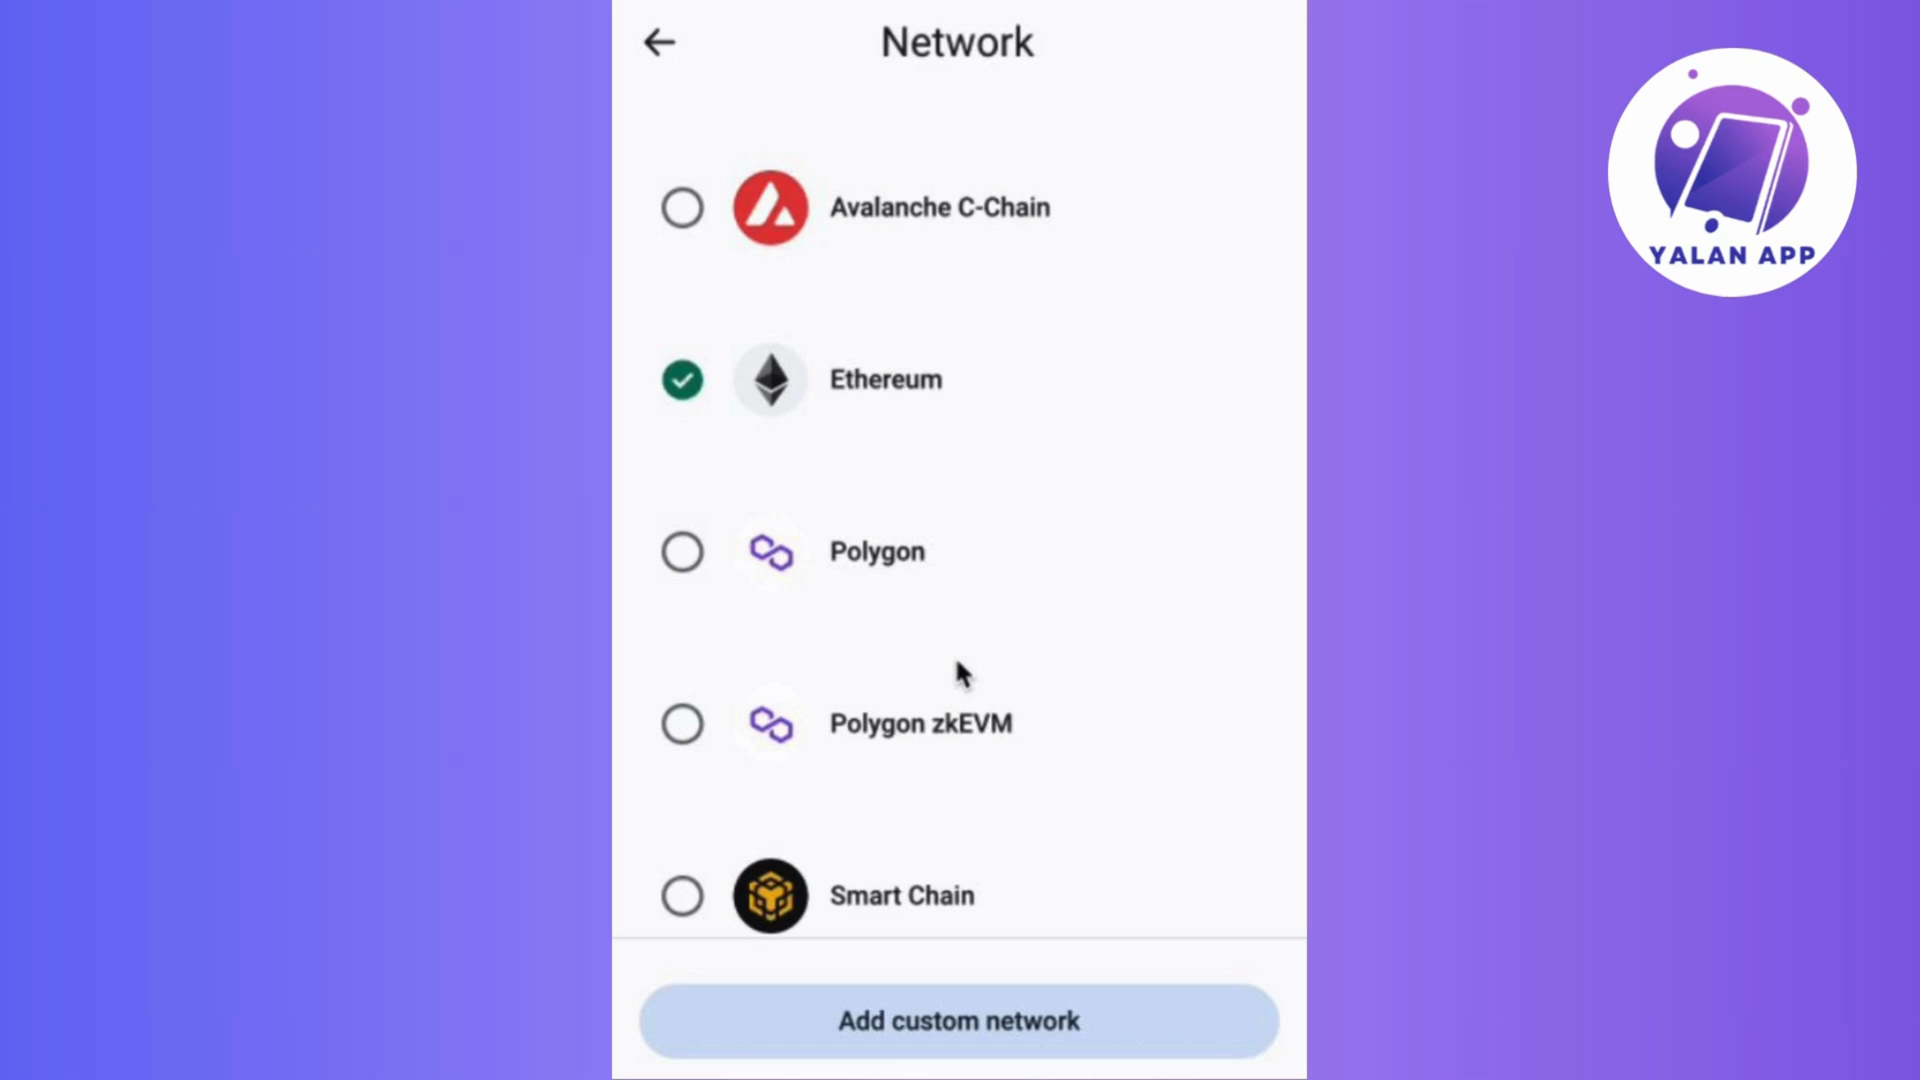 Network
Avalanche C-Chain
Ethereum
Polygon
Polygon zkEVM
Smart Chain
Add custom network
YALAN APP